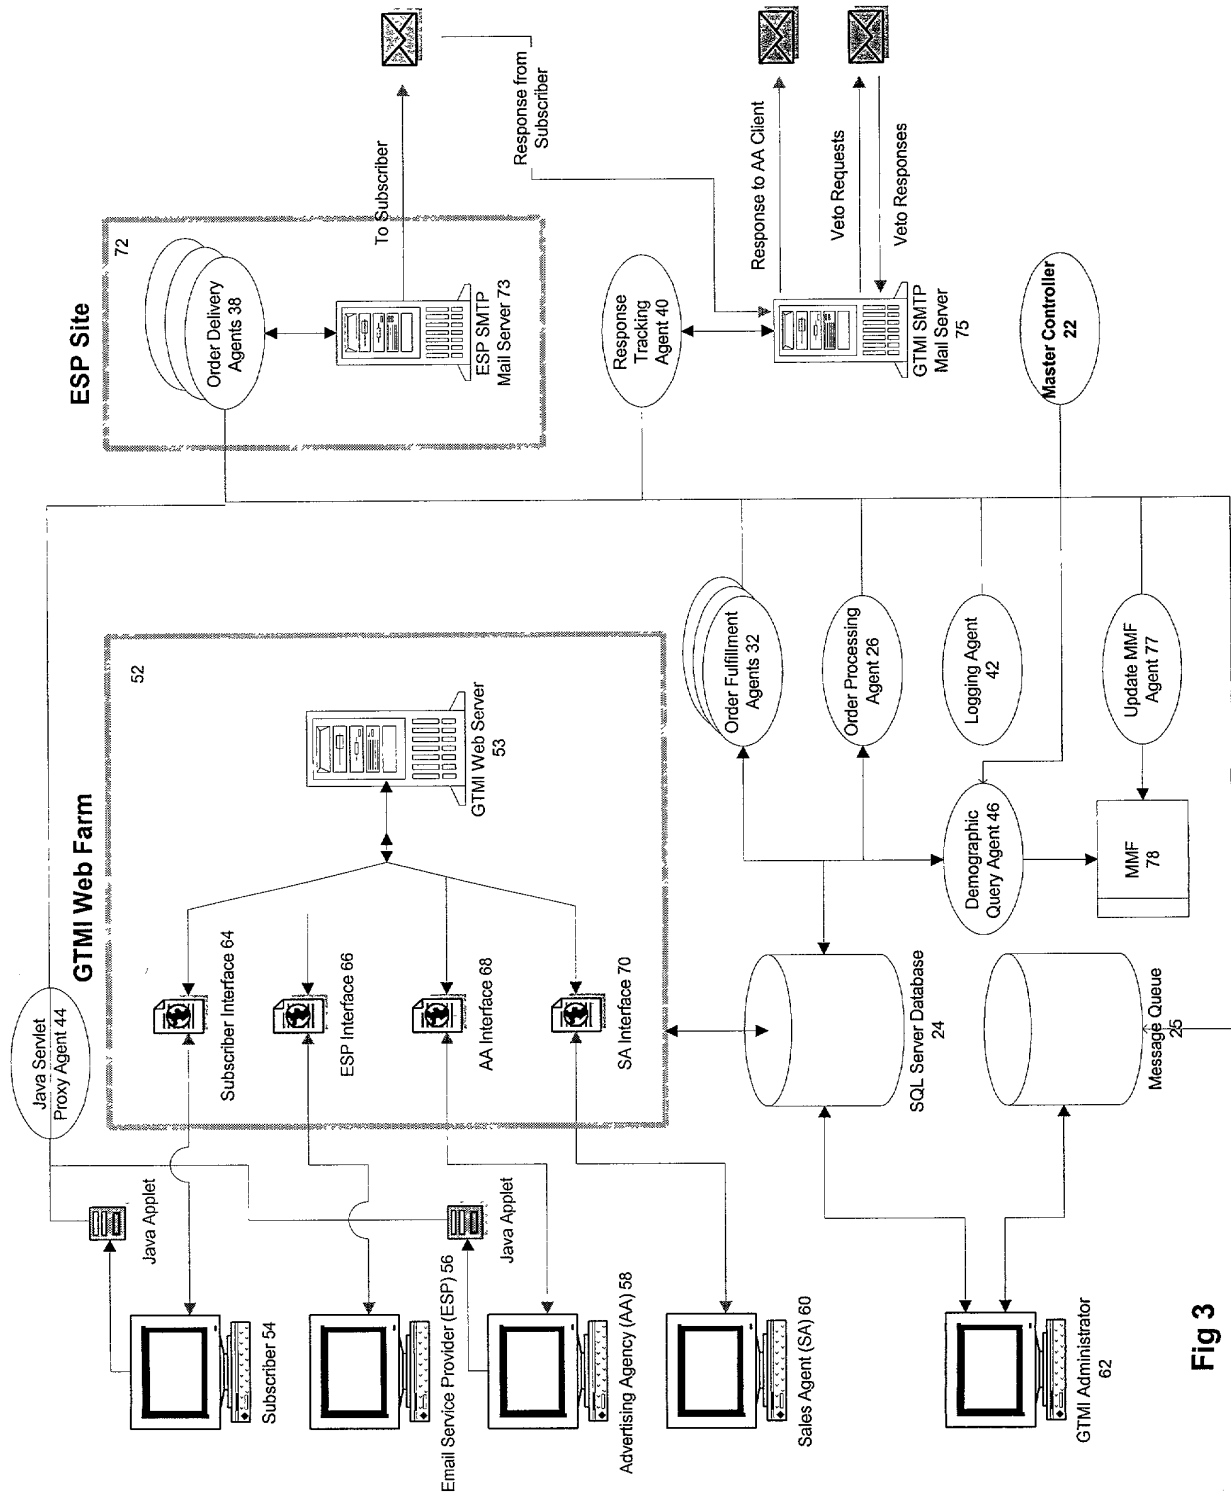 GTMI Web Farm
ESP Site
Java Servlet
Proxy Agent 44
Java Applet
Subscriber 54
Email Service Provider (ESP) 56
Java Applet
Advertising Agency (AA) 58
Sales Agent (SA) 60
GTMI Administrator
62
52
Subscriber Interface 64
ESP Interface 66
AA Interface 68
SA Interface 70
GTMI Web Server
53
72
Order Delivery
Agents 38
ESP SMTP
Mail Server 73
To Subscriber
Response from
Subscriber
Response
Tracking
Agent 40
GTMI SMTP
Mail Server
75
Response to AA Client
Veto Requests
Veto Responses
Master Controller
22
Order Fulfillment
Agents 32
Order Processing
Agent 26
Logging Agent
42
Update MMF
Agent 77
Demographic
Query Agent 46
MMF
78
SQL Server Database
24
Message Queue
25
Fig 3